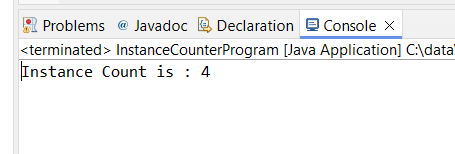 Problems @ Javadoc Declaration Console
<terminated> InstanceCounterProgram [Java Application] C:\data\
Instance Count is : 4